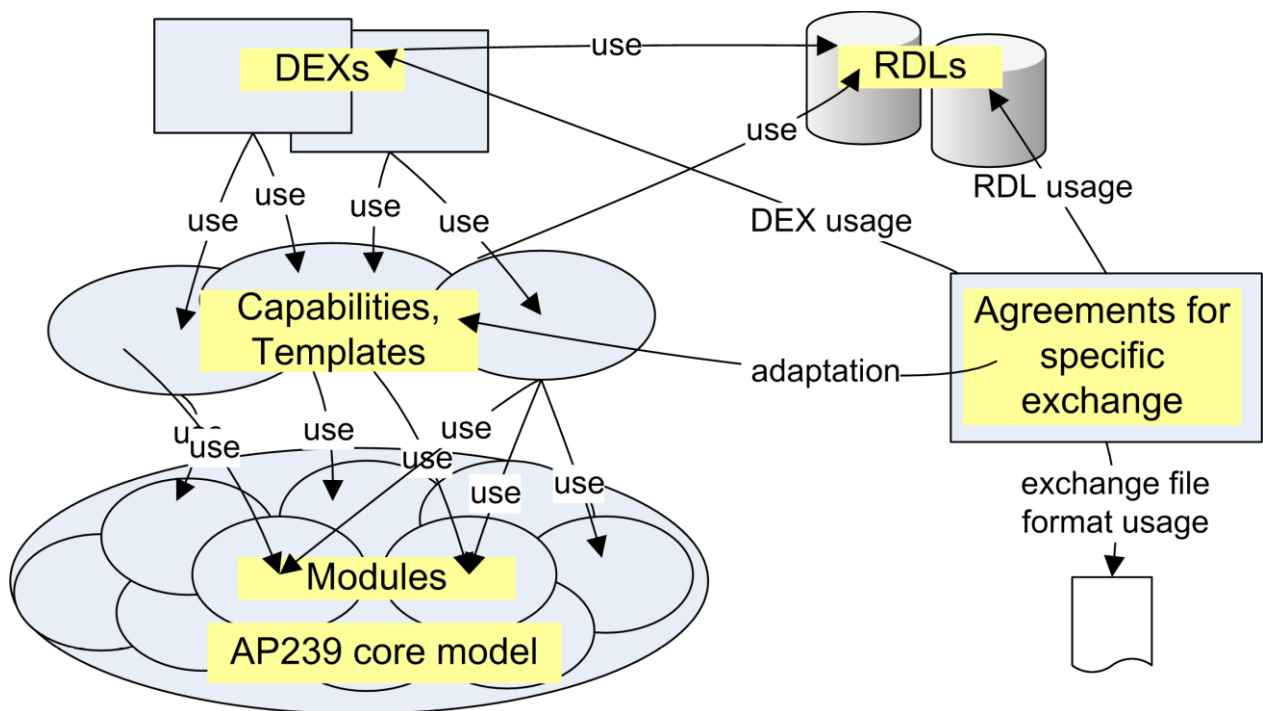 DEXs
use
RDLs
use
RDL usage
use
use
use
use
DEX usage
Capabilities,
Templates
Agreements for
specific
exchange
adaptation
use
use
use
use
use
use
use
exchange file
format usage
Modules
AP239 core model